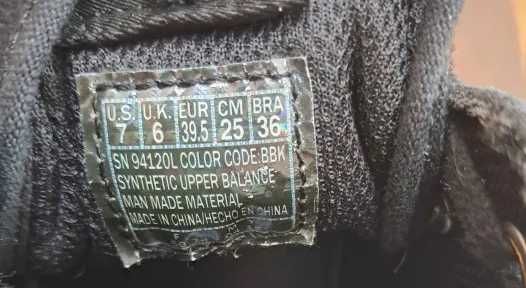 U.S. U.K. EUR CM BRA
7 6 39.5 25 36
SN 94120L COLOR CODE:BBK
SYNTHETIC UPPER BALANCE
MAN MADE MATERIAL
MADE IN CHINA/HECHO EN CHINA